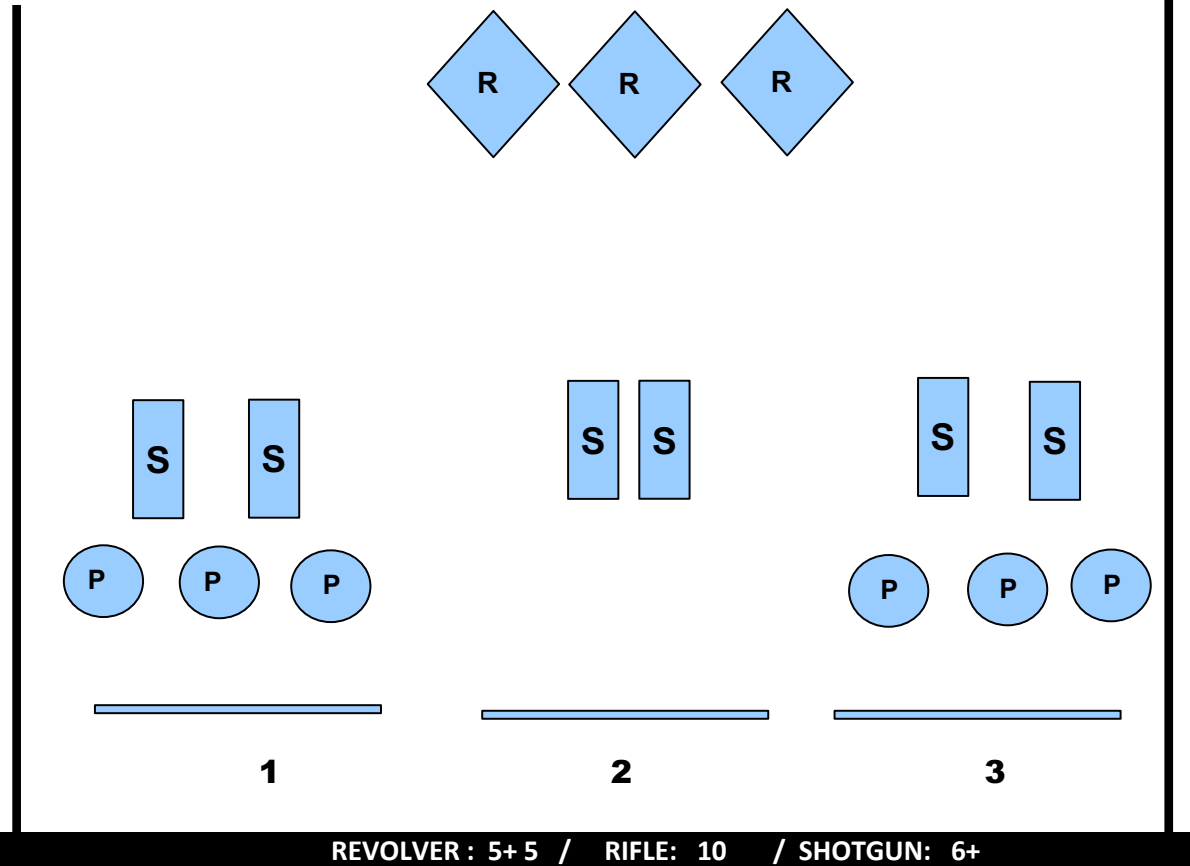 R R R
S S S S S S
P P P P P P
1 2 3
REVOLVER : 5+ 5 / RIFLE: 10 / SHOTGUN: 6+